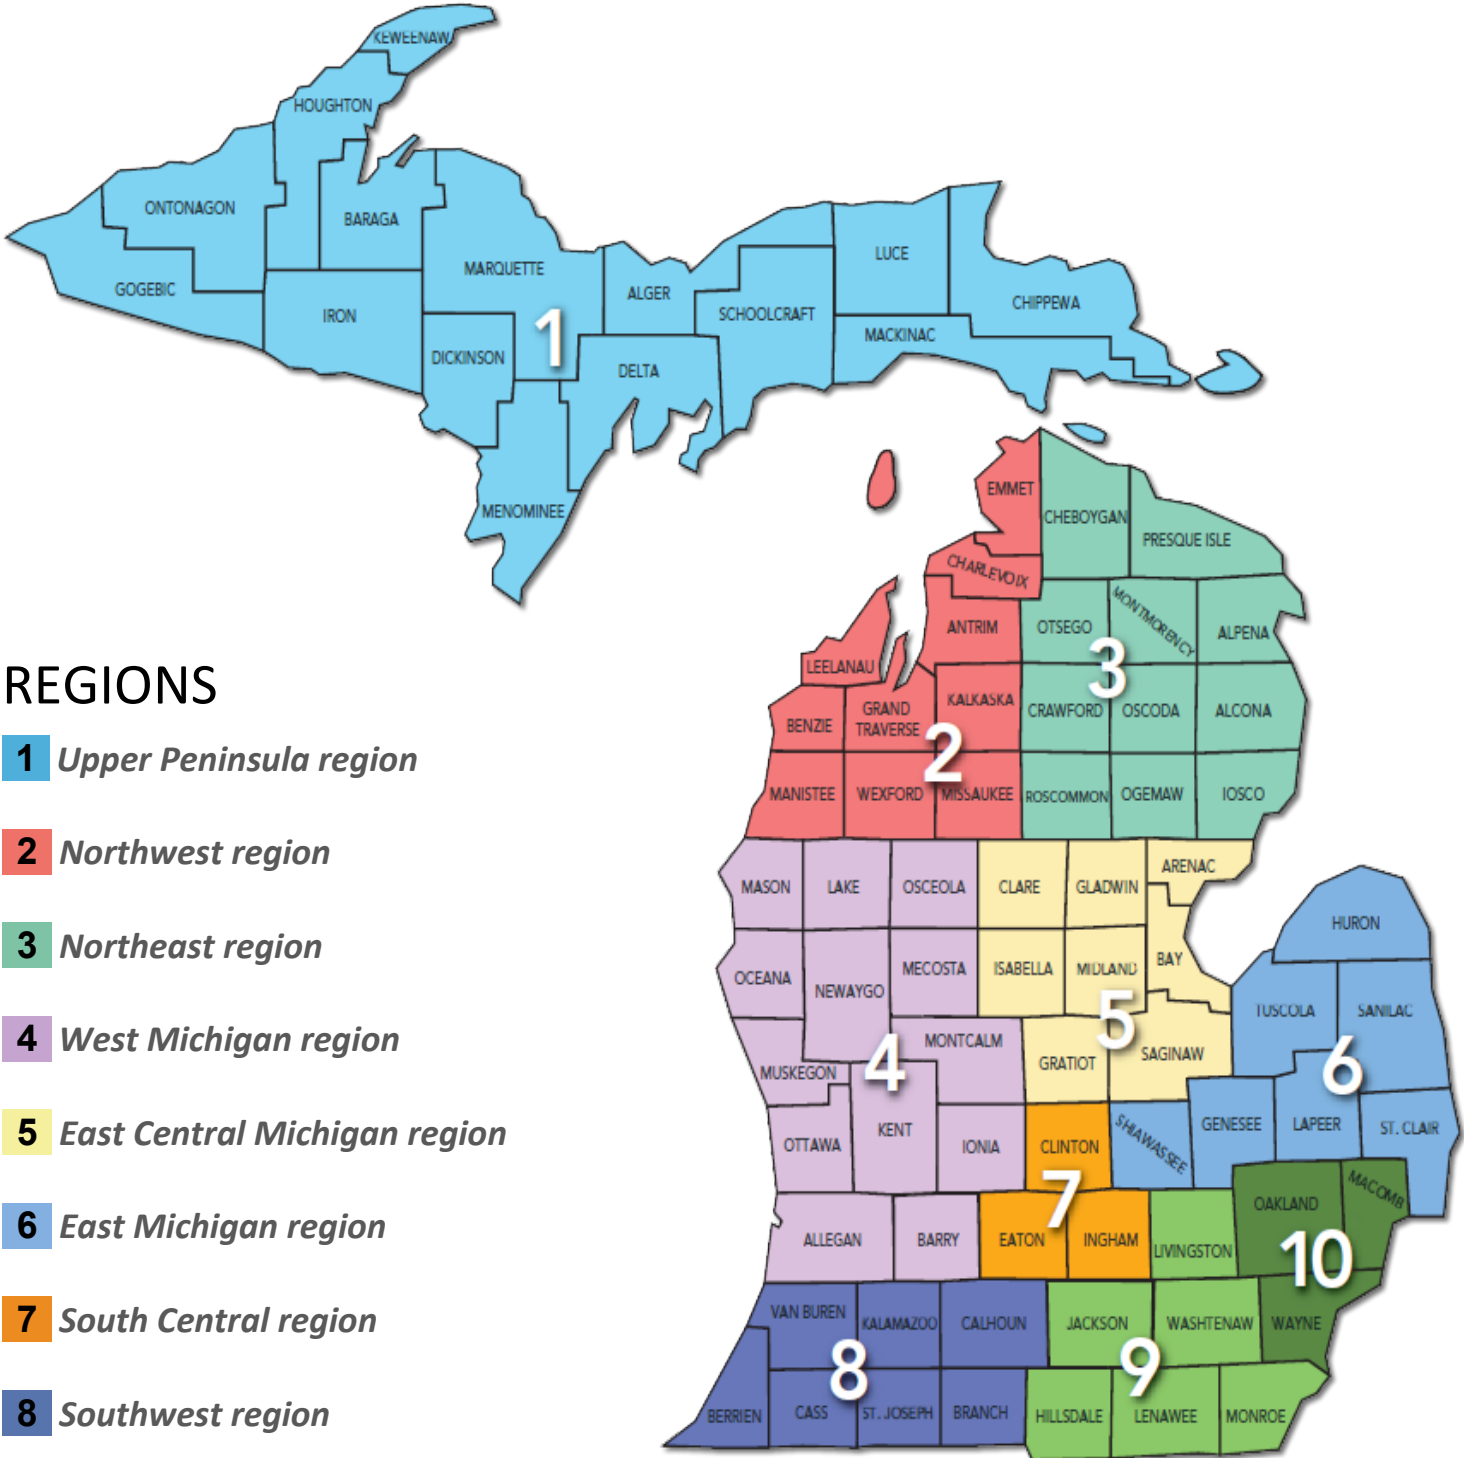 KEWEENAW
HOUGHTON
ONTONAGON
BARAGA
GOGEBIC
MARQUETTE
LUCE
IRON
ALGER
SCHOOLCRAFT
CHIPPEWA
1
MACKINAC
DICKINSON
DELTA
MENOMINEE
EMMET
CHEBOYGAN
PRESQUE ISLE
CHARLEVOIX
ANTRIM
OTSEGO
MONTMORENCY
ALPENA
3
LEELANAU
KALKASKA
BENZIE
GRAND
TRAVERSE
CRAWFORD
OSCODA
ALCONA
2
MANISTEE
WEXFORD
MISSAUKEE
ROSCOMMON
OGEMAW
IOSCO
MASON
LAKE
OSCEOLA
CLARE
GLADWIN
ARENAC
HURON
OCEANA
NEWAYGO
MECOSTA
ISABELLA
MIDLAND
BAY
TUSCOLA
SANILAC
5
MUSKEGON
4
MONTCALM
GRATIOT
SAGINAW
6
OTTAWA
KENT
IONIA
CLINTON
SHIAWASSEE
GENESEE
LAPEER
ST. CLAIR
7
ALLEGAN
BARRY
EATON
INGHAM
LIVINGSTON
OAKLAND
MACOMB
10
VAN BUREN
KALAMAZOO
CALHOUN
JACKSON
WASHTENAW
WAYNE
8
9
BERRIEN
CASS
ST. JOSEPH
BRANCH
HILLSDALE
LENAWEE
MONROE
REGIONS
1 Upper Peninsula region
2 Northwest region
3 Northeast region
4 West Michigan region
5 East Central Michigan region
6 East Michigan region
7 South Central region
8 Southwest region